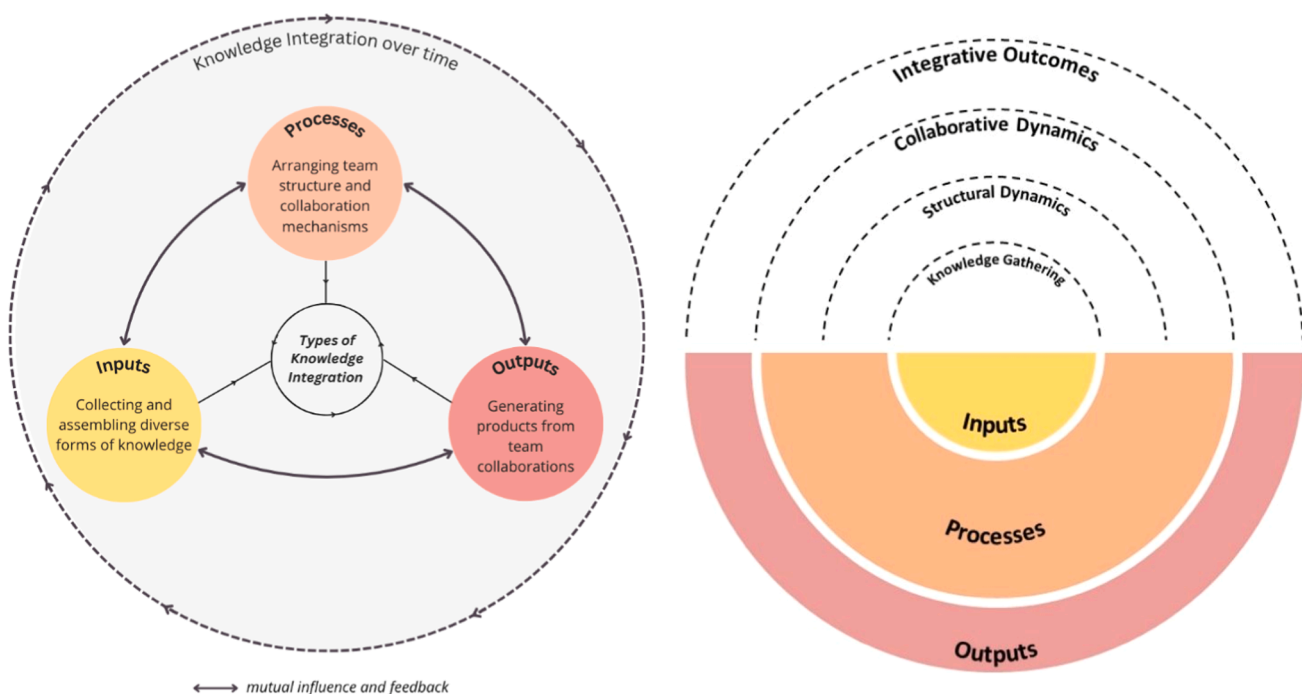 Knowledge Integration over time
Processes
Arranging team
structure and
collaboration
mechanisms
Types of
Knowledge
Integration
Inputs
Collecting and
assembling diverse
forms of knowledge
Outputs
Generating
products from
team
collaborations
mutual influence and feedback
Integrative Outcomes
Collaborative Dynamics
Structural Dynamics
Knowledge Gathering
Inputs
Processes
Outputs